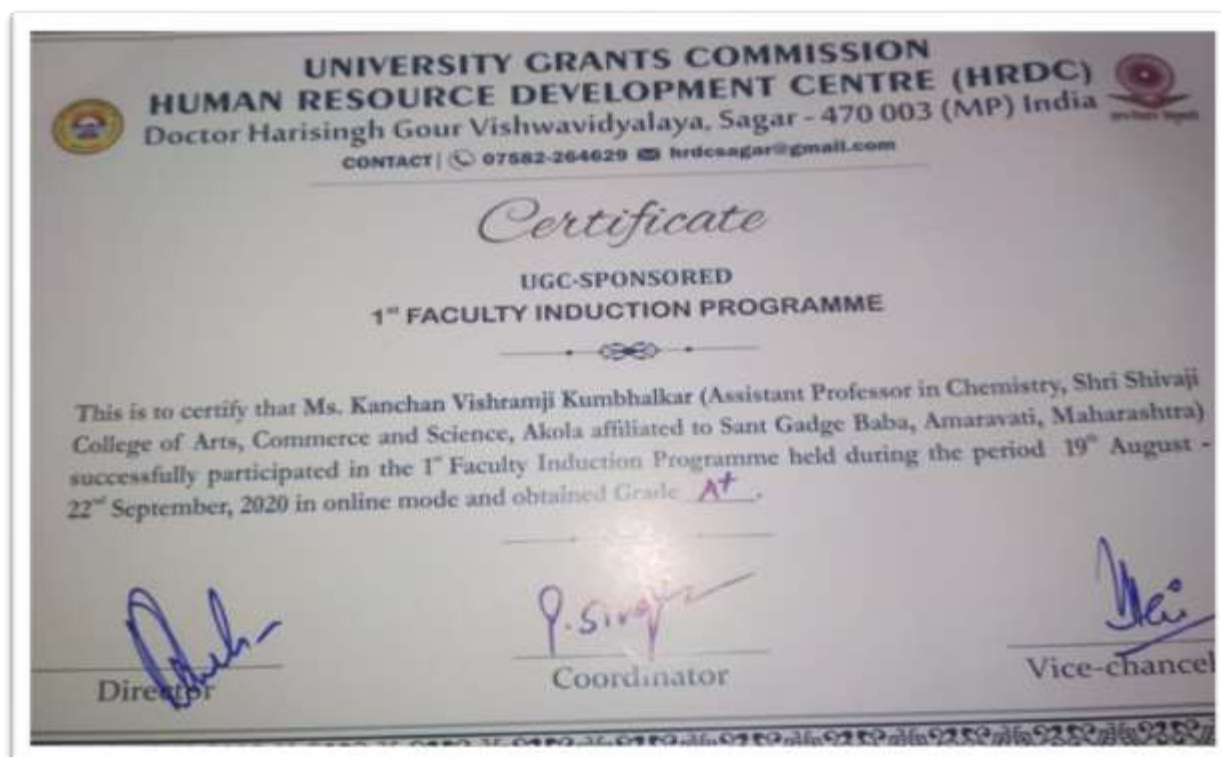 UNIVERSITY GRANTS COMMISSION
HUMAN RESOURCE DEVELOPMENT CENTRE (HRDC)
Doctor Harisingh Gour Vishwavidyalaya, Sagar - 470 003 (MP) India
CONTACT | 07582-264629 hrdcsagar@gmail.com
Certificate
UGC-SPONSORED
1st FACULTY INDUCTION PROGRAMME
This is to certify that Ms. Kanchan Vishramji Kumbhalkar (Assistant Professor in Chemistry, Shri Shivaji
College of Arts, Commerce and Science, Akola affiliated to Sant Gadge Baba, Amaravati, Maharashtra)
successfully participated in the 1st Faculty Induction Programme held during the period 19th August -
22nd September, 2020 in online mode and obtained Grade A+.
Director
Coordinator
Vice-chancel